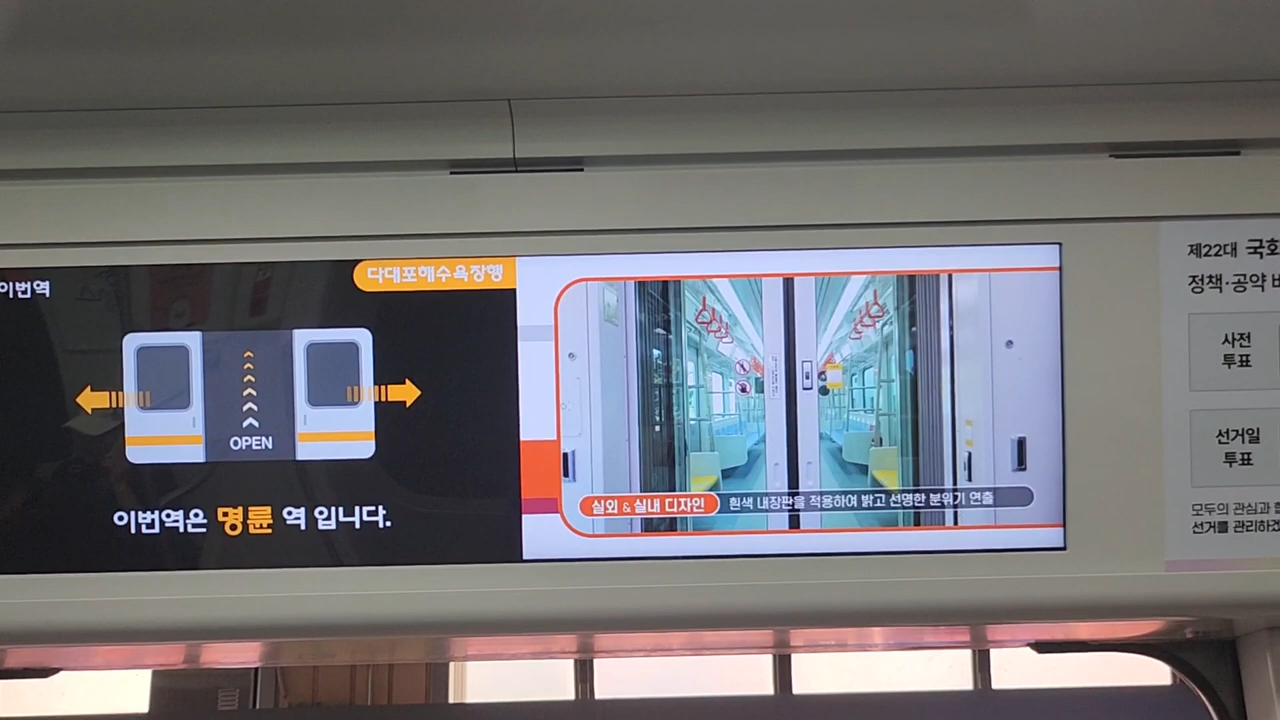 이번역
다대포해수욕장행
OPEN
이번역은 명륜 역 입니다.
실외 & 실내 디자인
흰색 내장판을 적용하여 밝고 선명한 분위기 연출
제22대 국회
정책·공약
사전
투표
선거일
투표
모두의 관심과
선거를 관리하겠